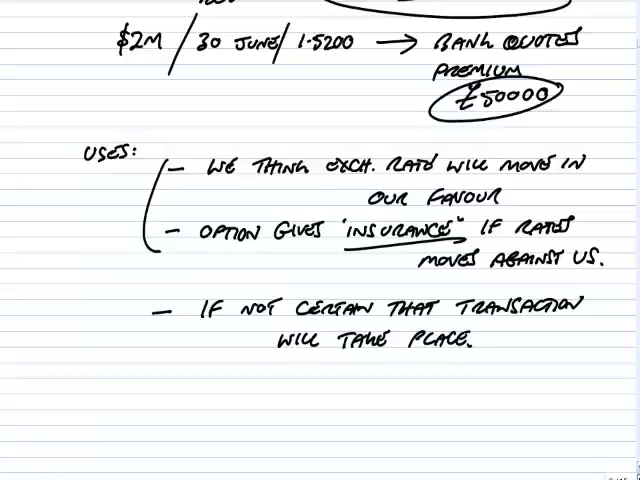 $2M / 30 JUNE / 1.5200 → BANK QUOTES
PREMIUM
£50000
USES:
- WE THING EXCH. RATE WILL MOVE IN
OUR FAVOUR
- OPTION GIVES "INSURANCE" IF RATES
MOVES AGAINST US.
- IF NOT CERTAIN THAT TRANSACTION
WILL TAKE PLACE.